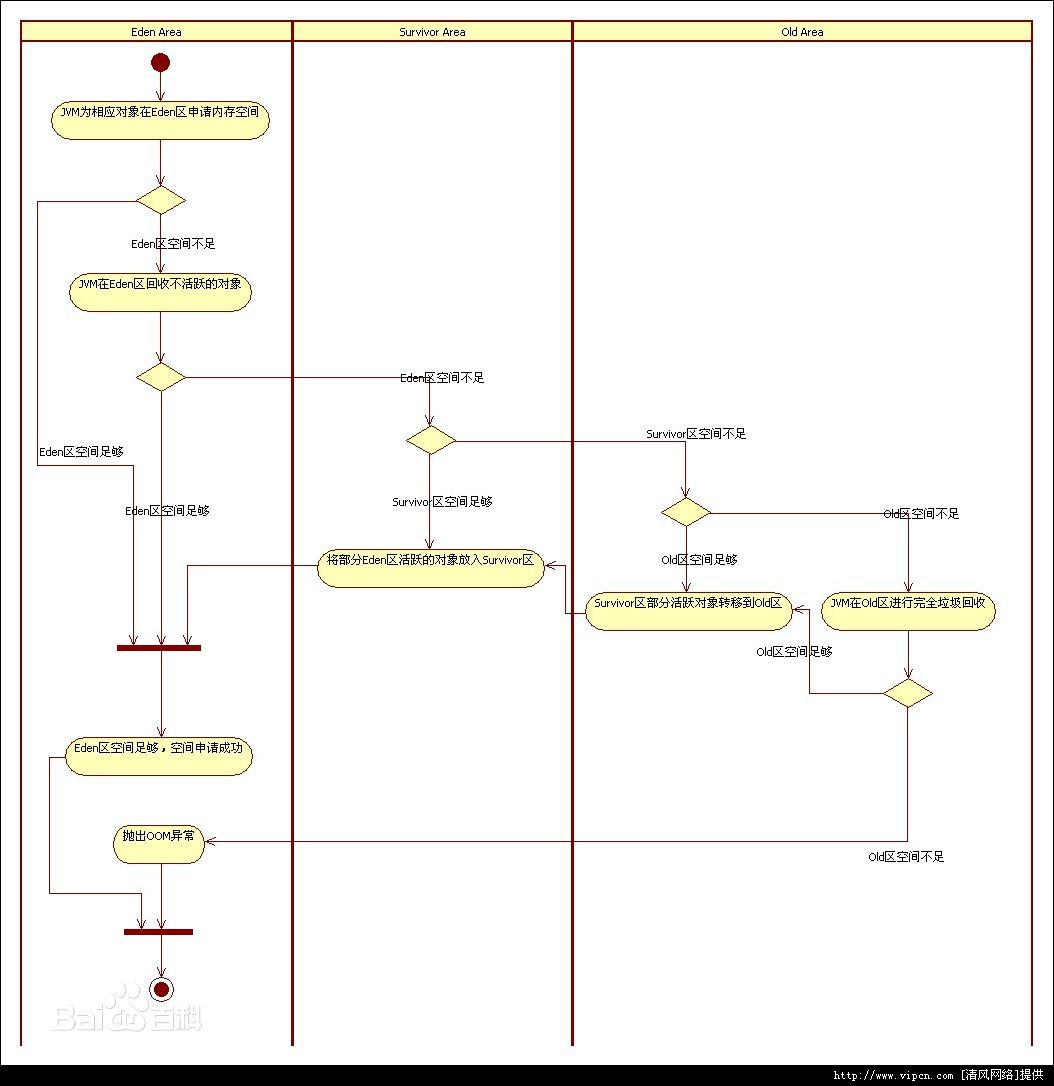 Eden Area
Survivor Area
Old Area
JVM为相应对象在Eden区申请内存空间
Eden区空间不足
JVM在Eden区回收不活跃的对象
Eden区空间不足
Survivor区空间不足
Eden区空间足够
Survivor区空间足够
Eden区空间足够
Old区空间不足
将部分Eden区活跃的对象放入Survivor区
Old区空间足够
Survivor区部分活跃对象转移到Old区
JVM在Old区进行完全垃圾回收
Old区空间足够
Eden区空间足够，空间申请成功
抛出OOM异常
Old区空间不足
Bai du 百科
http://www.vipcn.com [清风网络]提供